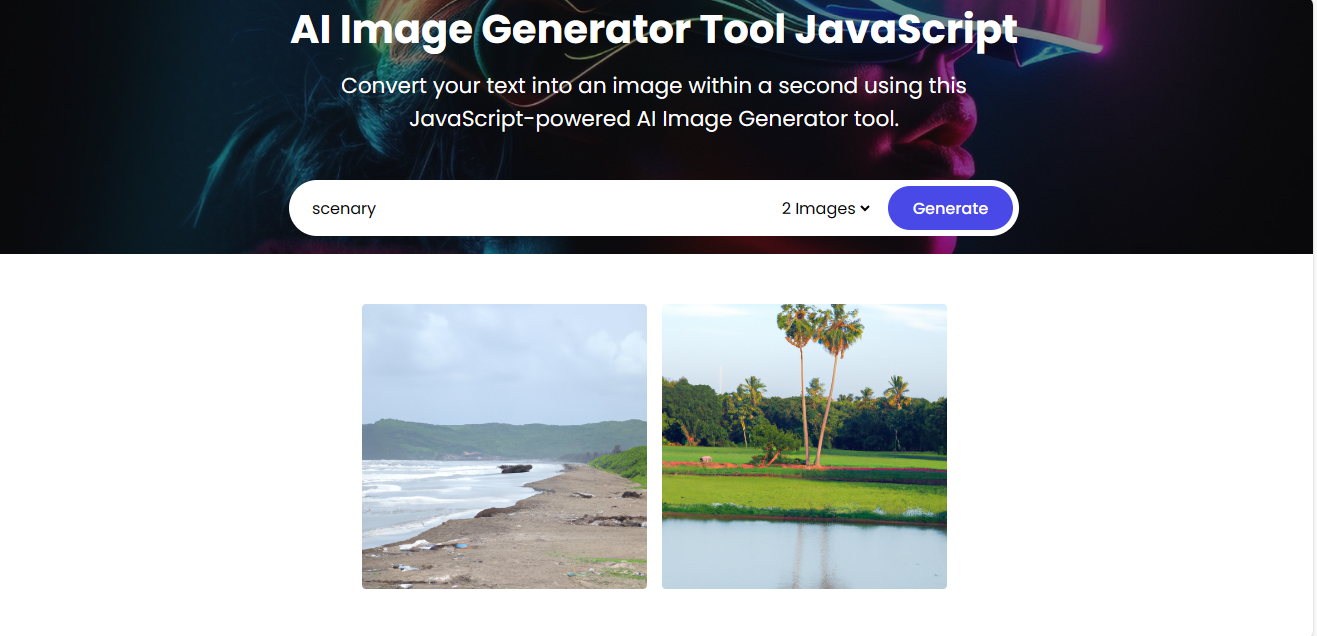 AI Image Generator Tool JavaScript
Convert your text into an image within a second using this
JavaScript-powered AI Image Generator tool.
scenary 2 Images Generate